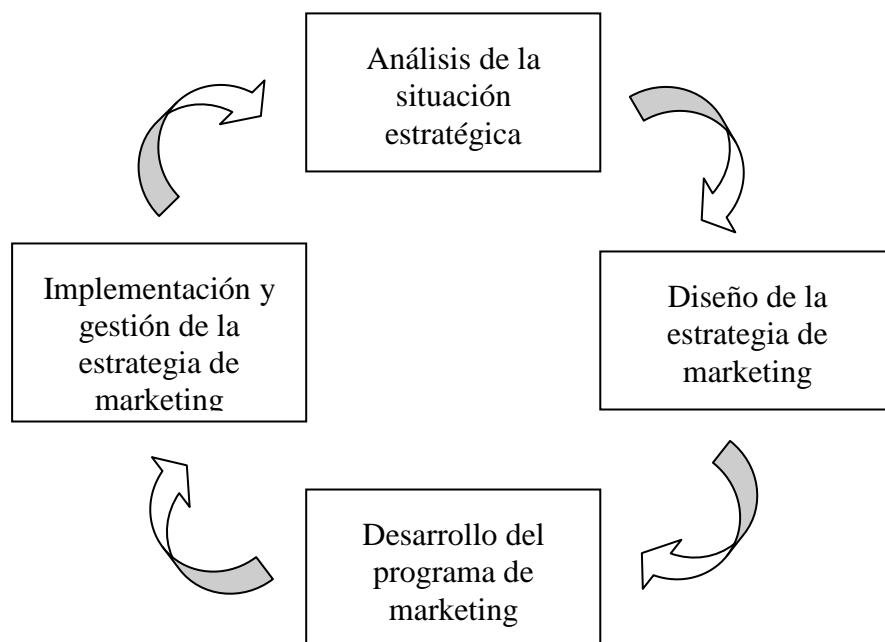 Análisis de la
situación
estratégica
Diseño de la
estrategia de
marketing
Desarrollo del
programa de
marketing
Implementación y
gestión de la
estrategia de
marketing